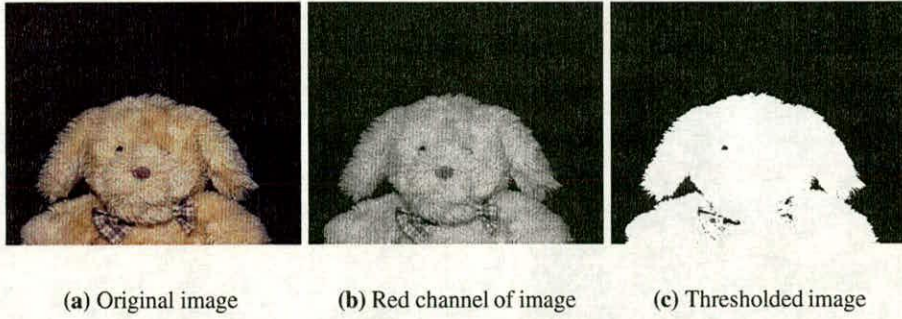 (a) Original image
(b) Red channel of image
(c) Thresholded image